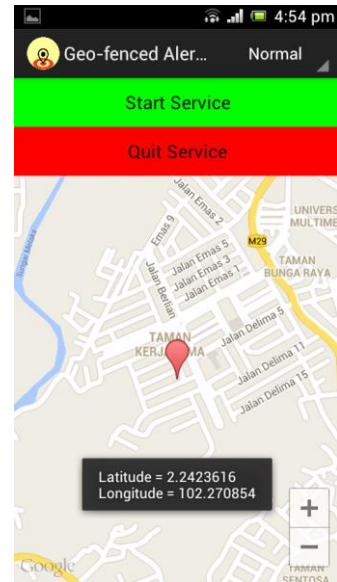 4:54 pm
Geo-fenced Aler...
Normal
Start Service
Quit Service
Jalan Emas 2
UNIVERS
MULTIME
Emas 9
M29
Jalan Emas 5
Jalan Emas 3
Jalan Emas 1
TAMAN
BUNGA RAYA
Sungai Melaka
Jalan Berlian
TAMAN
KERJ MA
Jalan Delima 5
Jalan Delima 11
Jalan Delima 15
Latitude = 2.2423616
Longitude = 102.270854
+
−
Google
TAMAN
SENTOSA